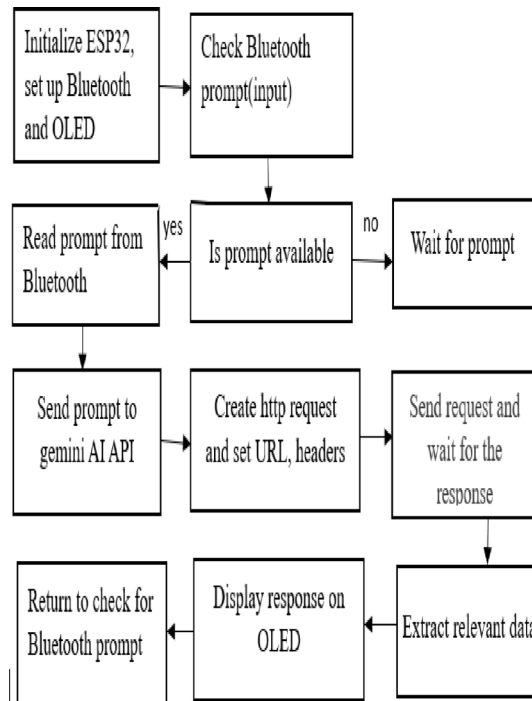 Initialize ESP32,
set up Bluetooth
and OLED
Check Bluetooth
prompt(input)
Read prompt from
Bluetooth
yes
Is prompt available
no
Wait for prompt
Send prompt to
gemini AI API
Create http request
and set URL, headers
Send request and
wait for the
response
Return to check for
Bluetooth prompt
Display response on
OLED
Extract relevant data